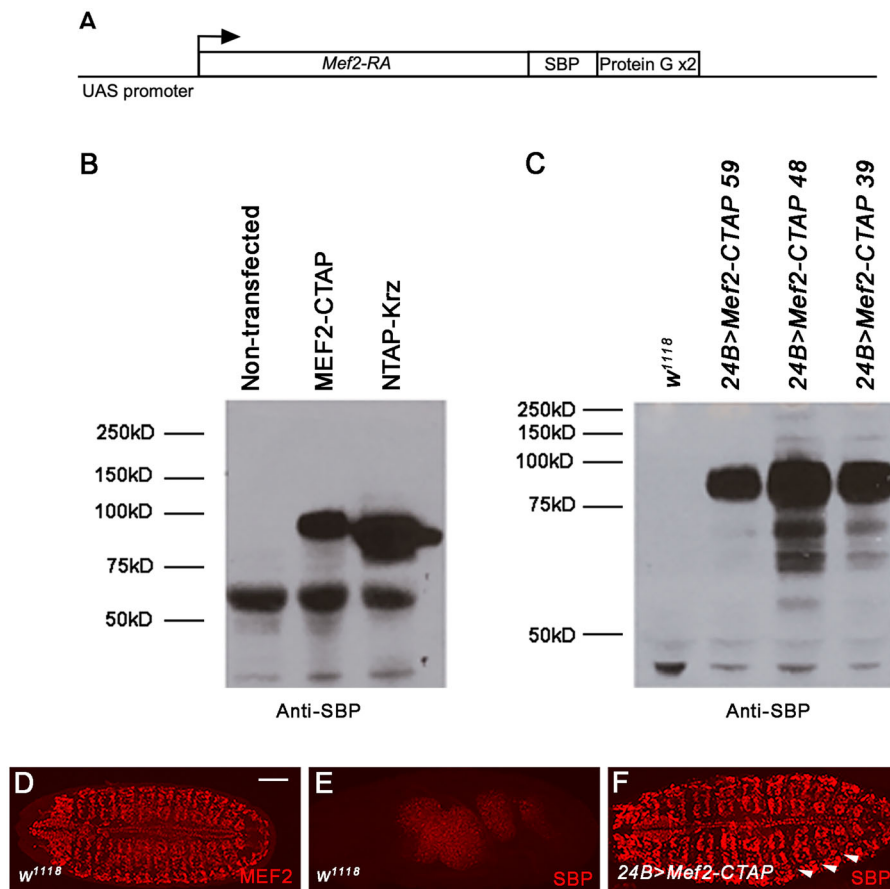 A
Mef2-RA SBP Protein G x2
UAS promoter
B
Non-transfected
MEF2-CTAP
NTAP-Krz
250kD
150kD
100kD
75kD
50kD
Anti-SBP
C
w1118
24B>Mef2-CTAP 59
24B>Mef2-CTAP 48
24B>Mef2-CTAP 39
250kD
150kD
100kD
75kD
50kD
Anti-SBP
D
w1118 MEF2
E
w1118 SBP
F
24B>Mef2-CTAP SBP